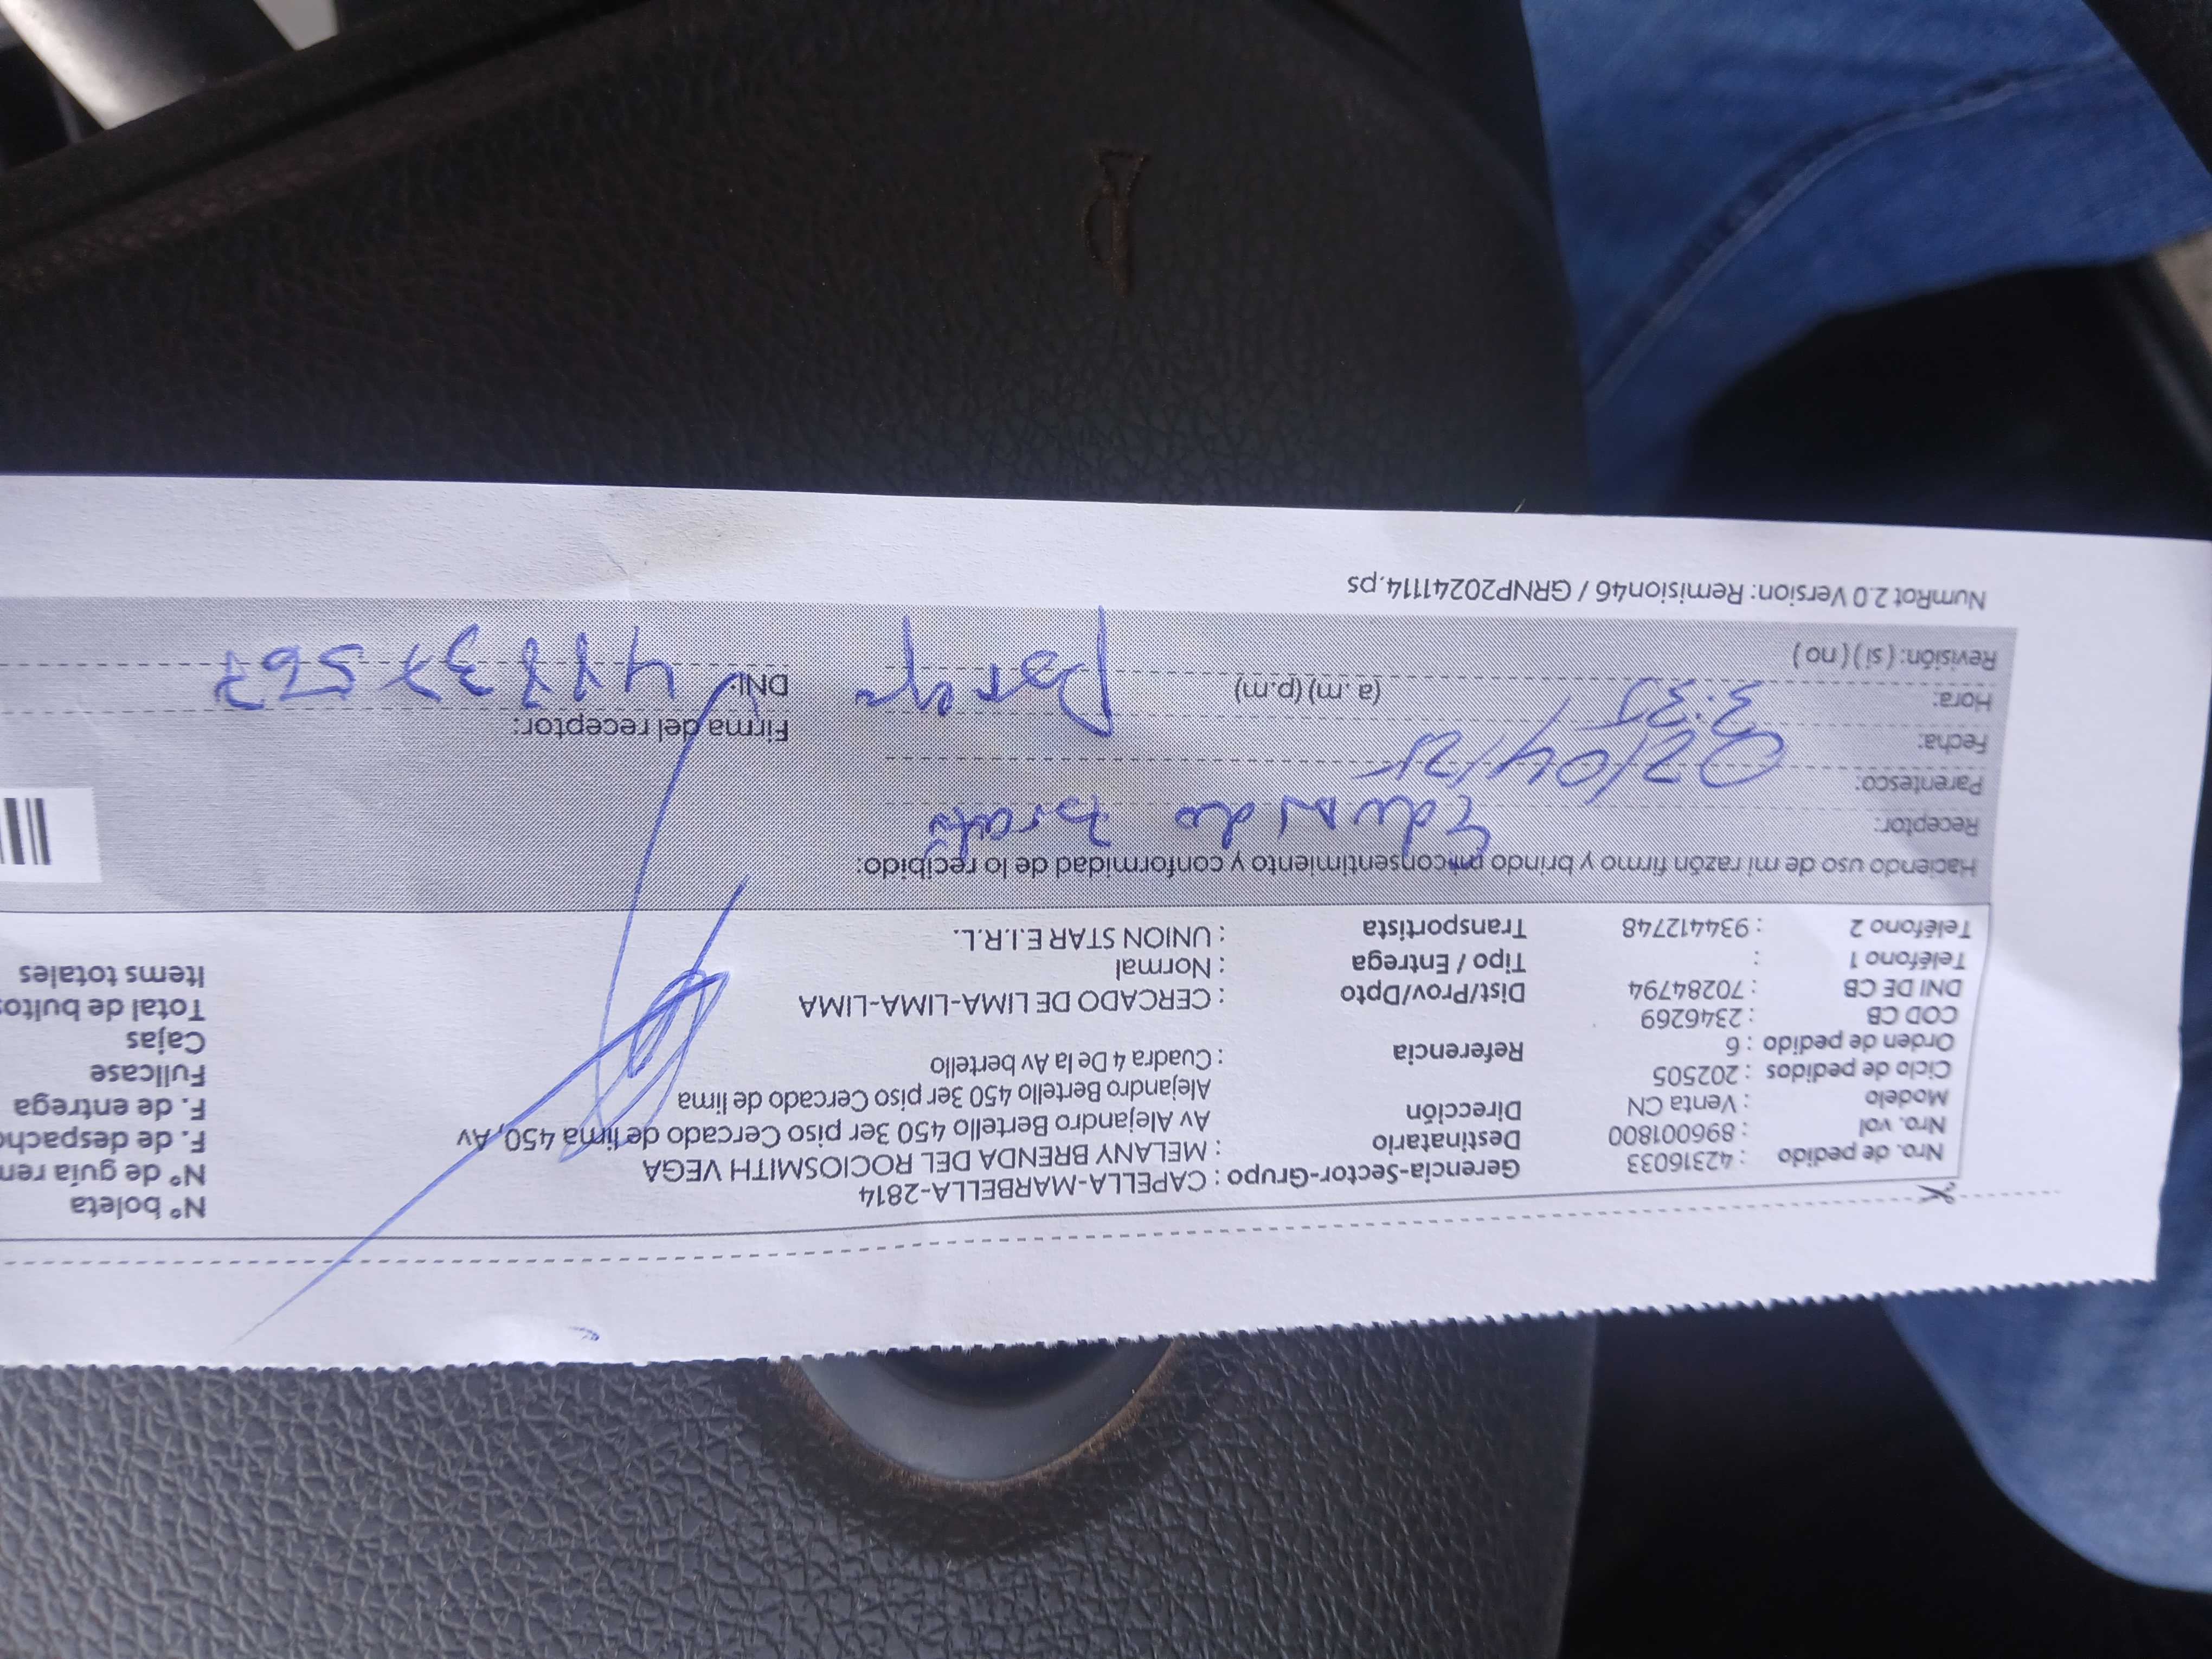 Nro. de pedido : 42316033 Gerencia-Sector-Grupo : CAPELLA-MARBELLA-2814 N° boleta
Nro. vol : 896001800 Destinatario : MELANY BRENDA DEL ROCIOSMITH VEGA N° de guía rem
Modelo : Venta CN Dirección Av Alejandro Bertello 450 3er piso Cercado de lima 450, Av F. de despacho
Ciclo de pedidos : 202505 Alejandro Bertello 450 3er piso Cercado de lima F. de entrega
Orden de pedido : 6 Referencia : Cuadra 4 De la Av bertello Fullcase
COD CB : 2346269 Cajas
DNI DE CB : 70284794 Dist/Prov/Dpto : CERCADO DE LIMA-LIMA-LIMA Total de bultos
Teléfono 1 : Tipo / Entrega : Normal Items totales
Teléfono 2 : 934412748 Transportista : UNION STAR E.I.R.L.
Haciendo uso de mi razón firmo y brindo mi consentimiento y conformidad de lo recibido:
Receptor: Eduardo
Parentesco:
Fecha: 02/04/25
Firma del receptor:
Hora: 3:35 (a. m) (p.m)
DNI:
Revisión: ( si ) ( no )
NumRot 2.0 Version: Remision46 / GRNP20241114.ps